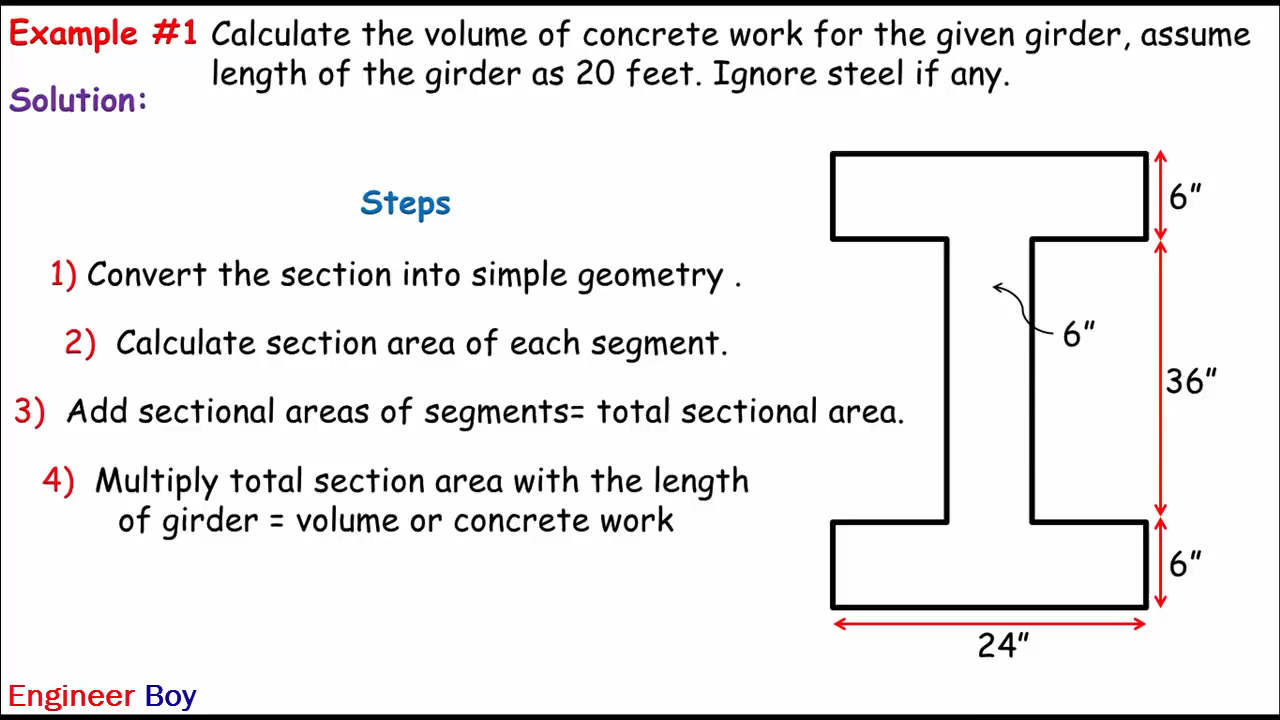 Example #1 Calculate the volume of concrete work for the given girder, assume
length of the girder as 20 feet. Ignore steel if any.
Solution:
Steps
1) Convert the section into simple geometry .
2) Calculate section area of each segment.
3) Add sectional areas of segments= total sectional area.
4) Multiply total section area with the length
of girder = volume or concrete work
6”
6”
36”
6”
24”
Engineer Boy